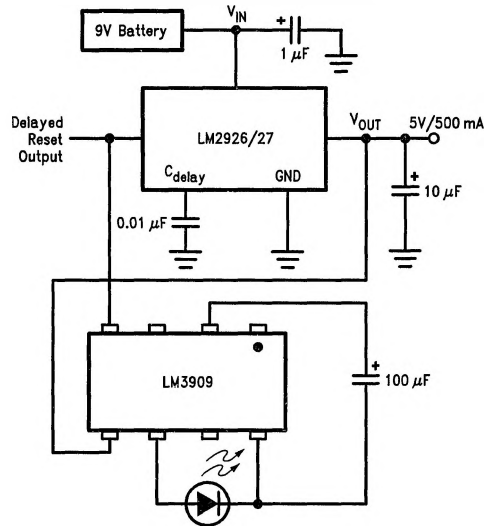 9V Battery
VIN
+
1 μF
Delayed
Reset
Output
LM2926/27
VOUT
5V/500 mA
Cdelay
GND
+
10 μF
0.01 μF
LM3909
+
100 μF